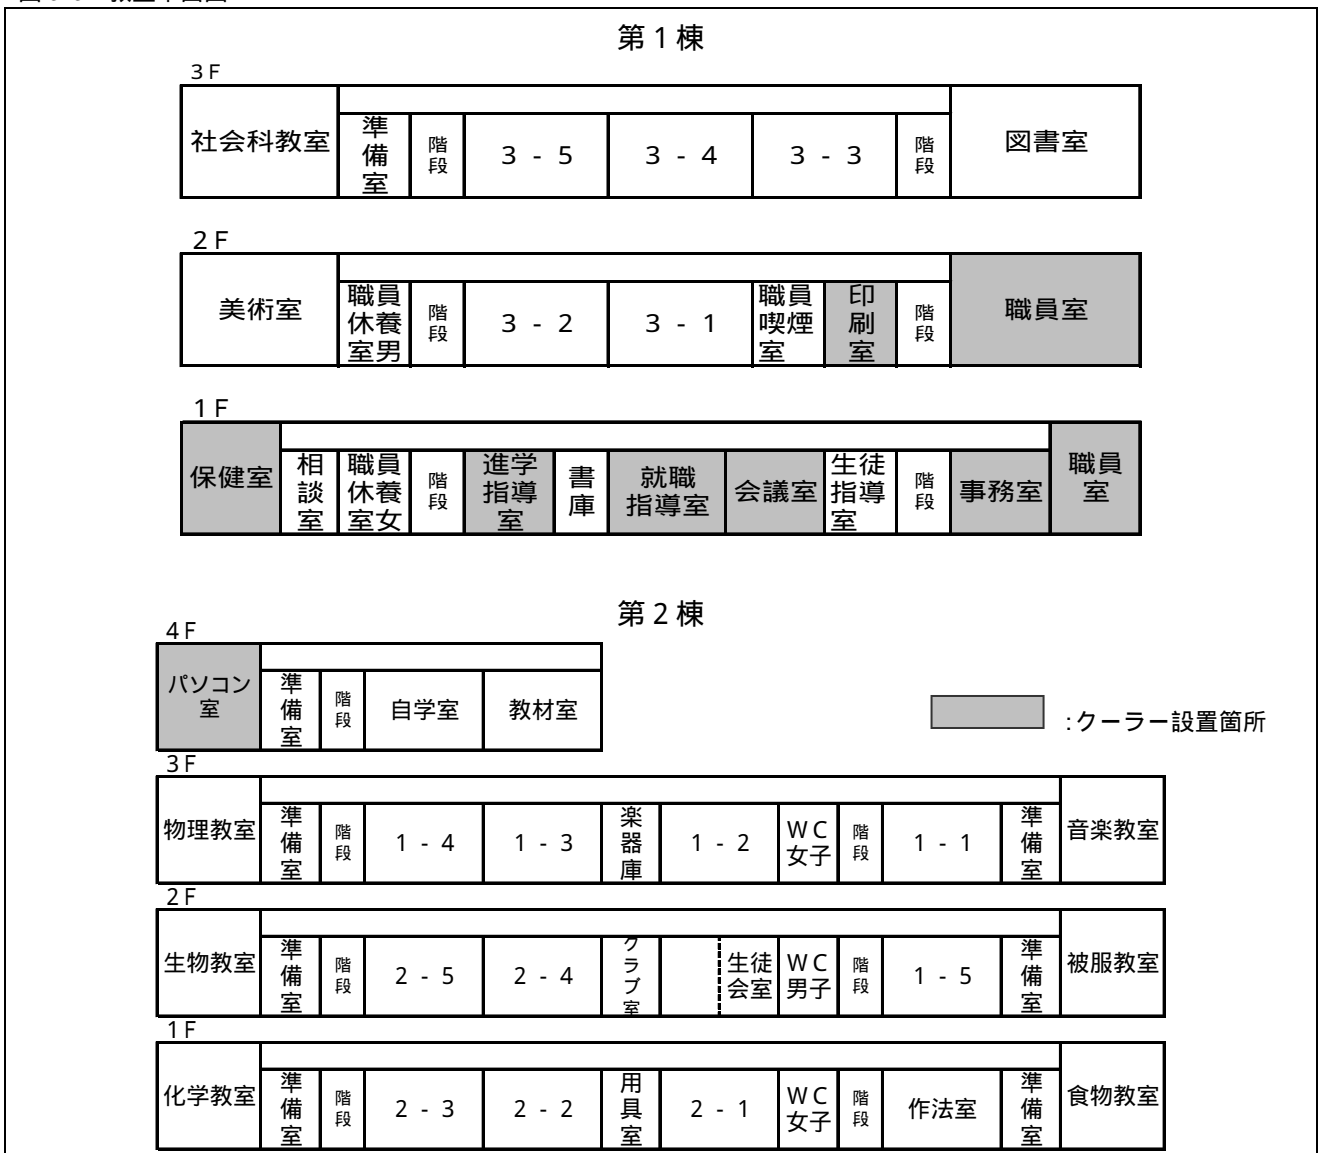 第1棟
3F
社会科教室
準備室
階段
3 - 5
3 - 4
3 - 3
階段
図書室
2F
美術室
職員休養室男
階段
3 - 2
3 - 1
職員喫煙室
印刷室
階段
職員室
1F
保健室
相談室
職員休養室女
階段
進学指導室
書庫
就職指導室
会議室
生徒指導室
階段
事務室
職員室
第2棟
4F
パソコン室
準備室
階段
自学室
教材室
:クーラー設置箇所
3F
物理教室
準備室
階段
1 - 4
1 - 3
楽器庫
1 - 2
WC女子
階段
1 - 1
準備室
音楽教室
2F
生物教室
準備室
階段
2 - 5
2 - 4
クラブ室
生徒会室
WC男子
階段
1 - 5
準備室
被服教室
1F
化学教室
準備室
階段
2 - 3
2 - 2
用具室
2 - 1
WC女子
階段
作法室
準備室
食物教室